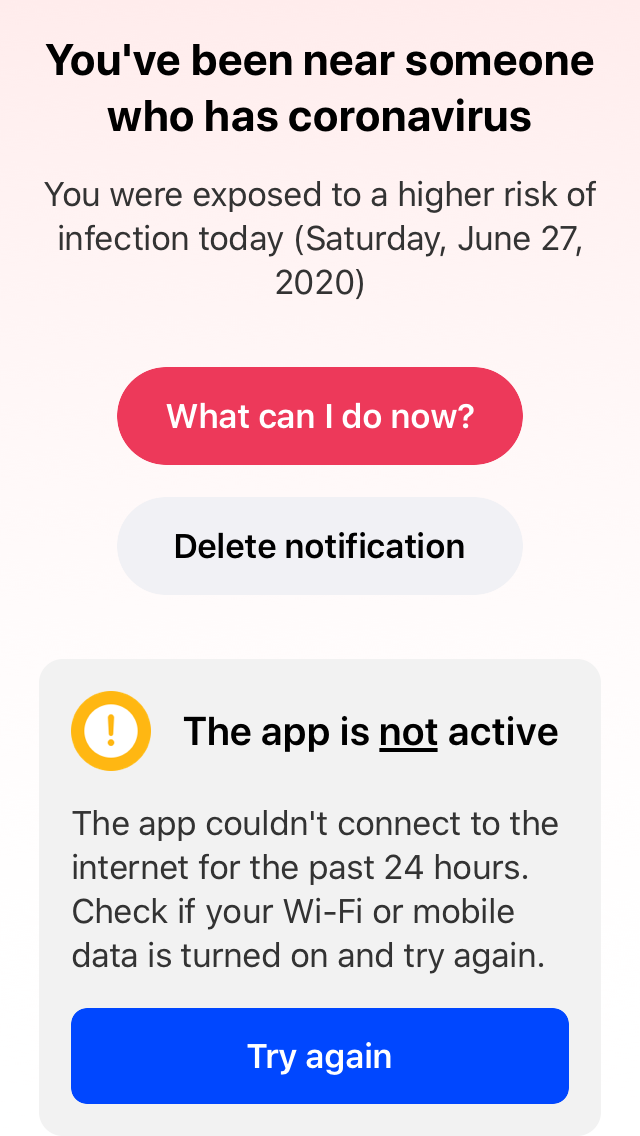 You've been near someone
who has coronavirus
You were exposed to a higher risk of
infection today (Saturday, June 27,
2020)
What can I do now?
Delete notification
The app is not active
The app couldn't connect to the
internet for the past 24 hours.
Check if your Wi-Fi or mobile
data is turned on and try again.
Try again